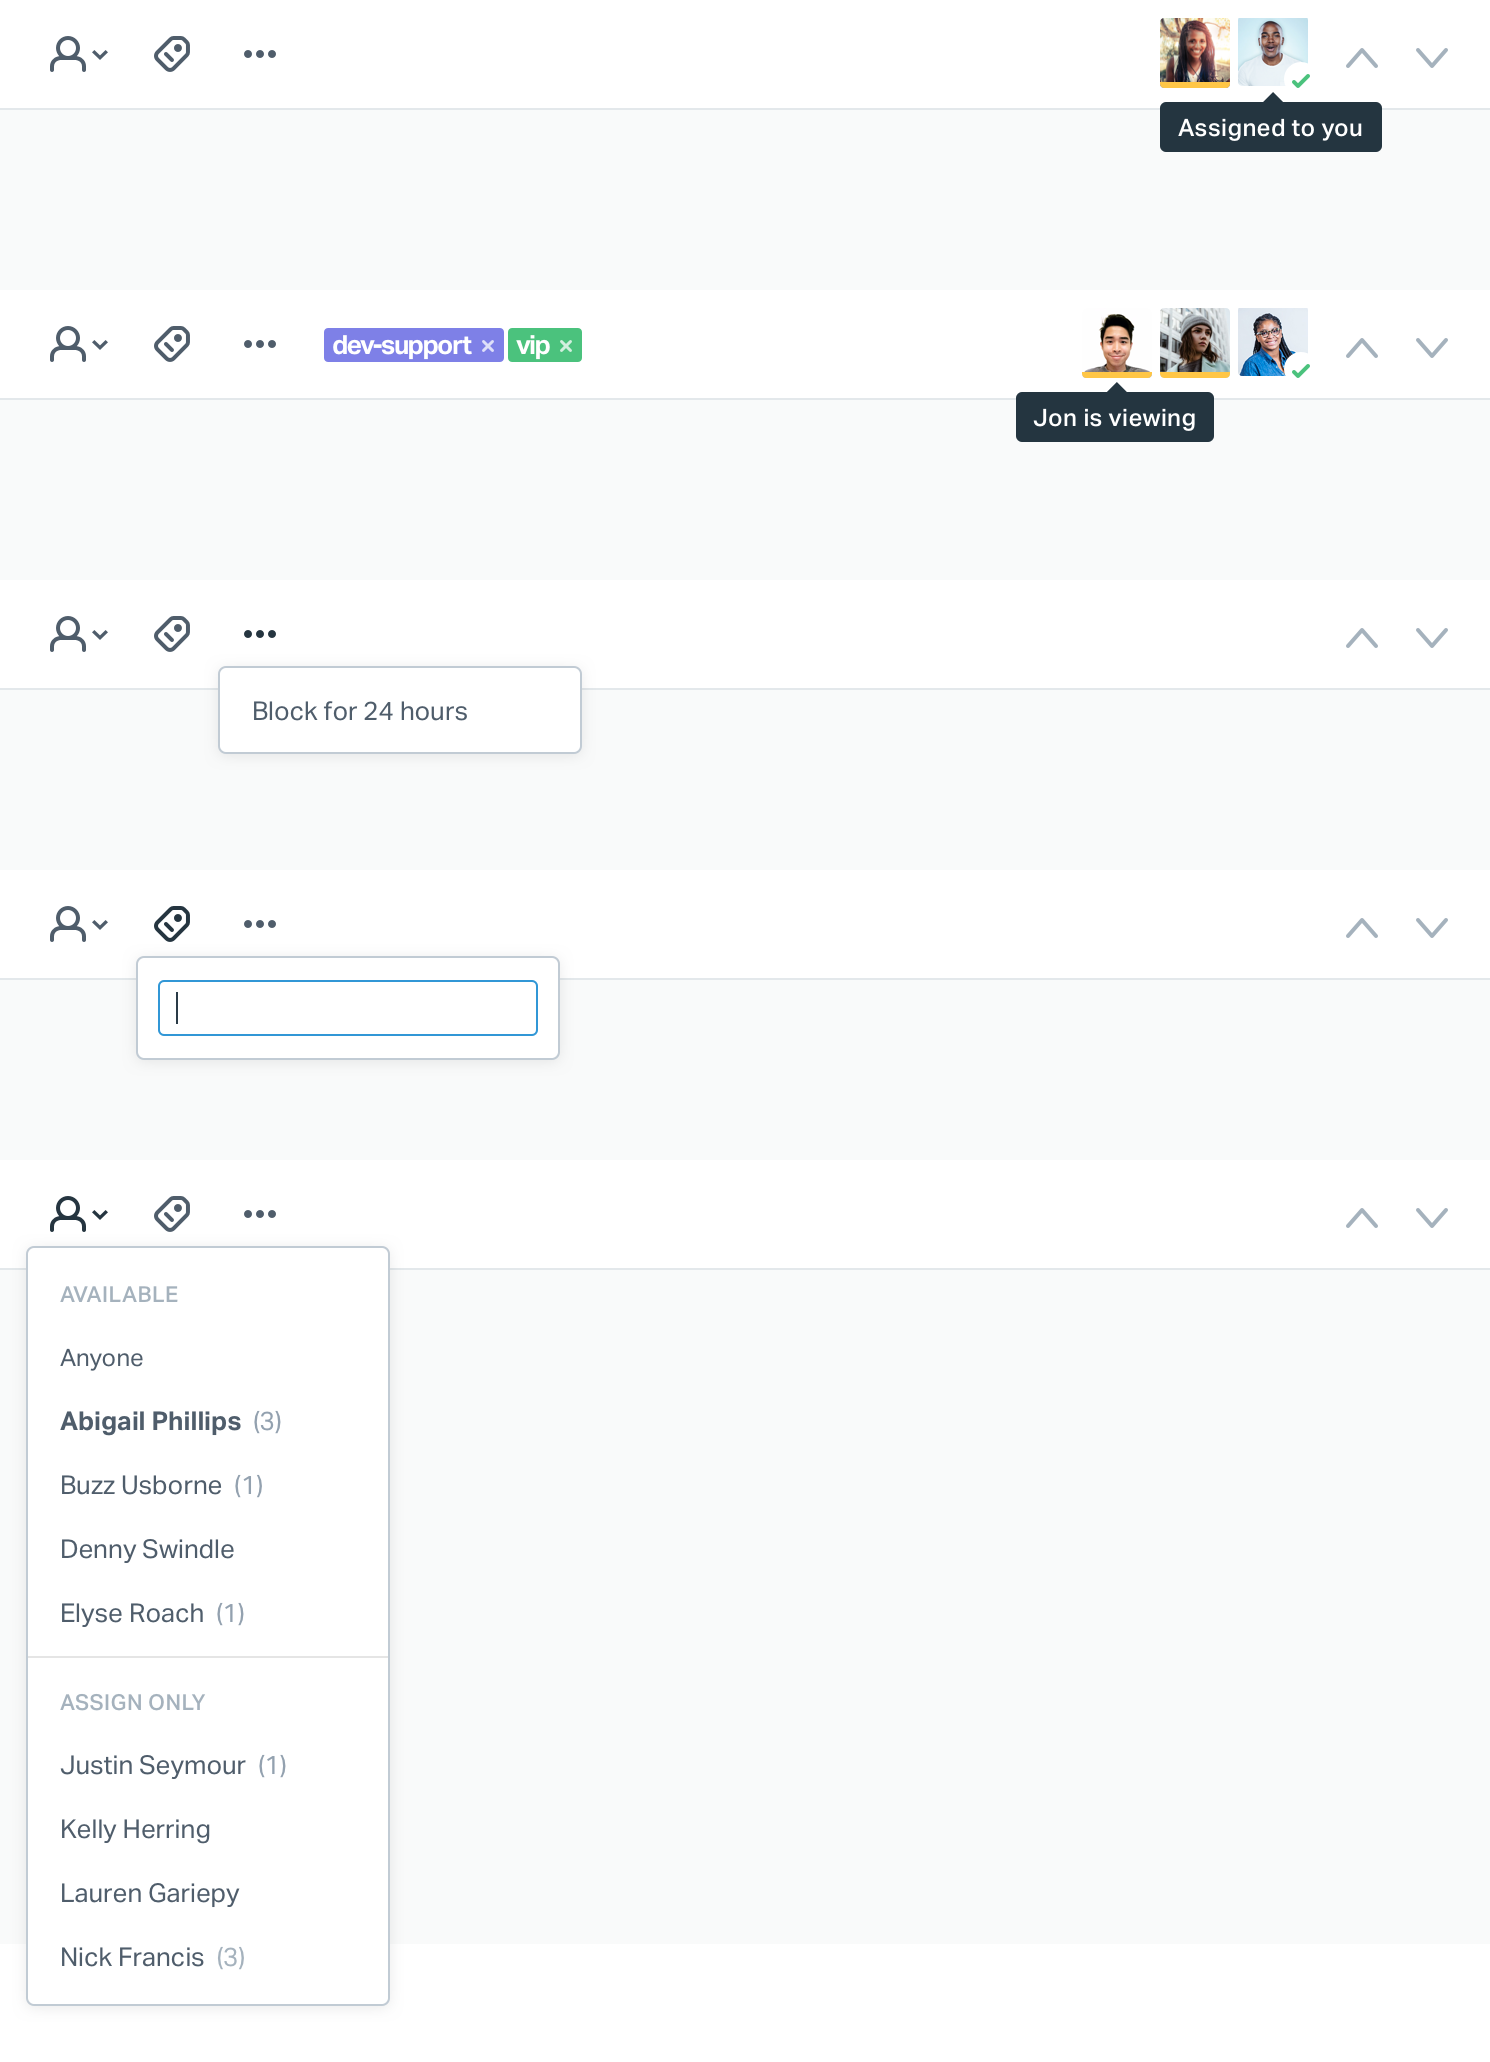 Assigned to you
dev-support × vip ×
Jon is viewing
Block for 24 hours
AVAILABLE
Anyone
Abigail Phillips (3)
Buzz Usborne (1)
Denny Swindle
Elyse Roach (1)
ASSIGN ONLY
Justin Seymour (1)
Kelly Herring
Lauren Gariepy
Nick Francis (3)